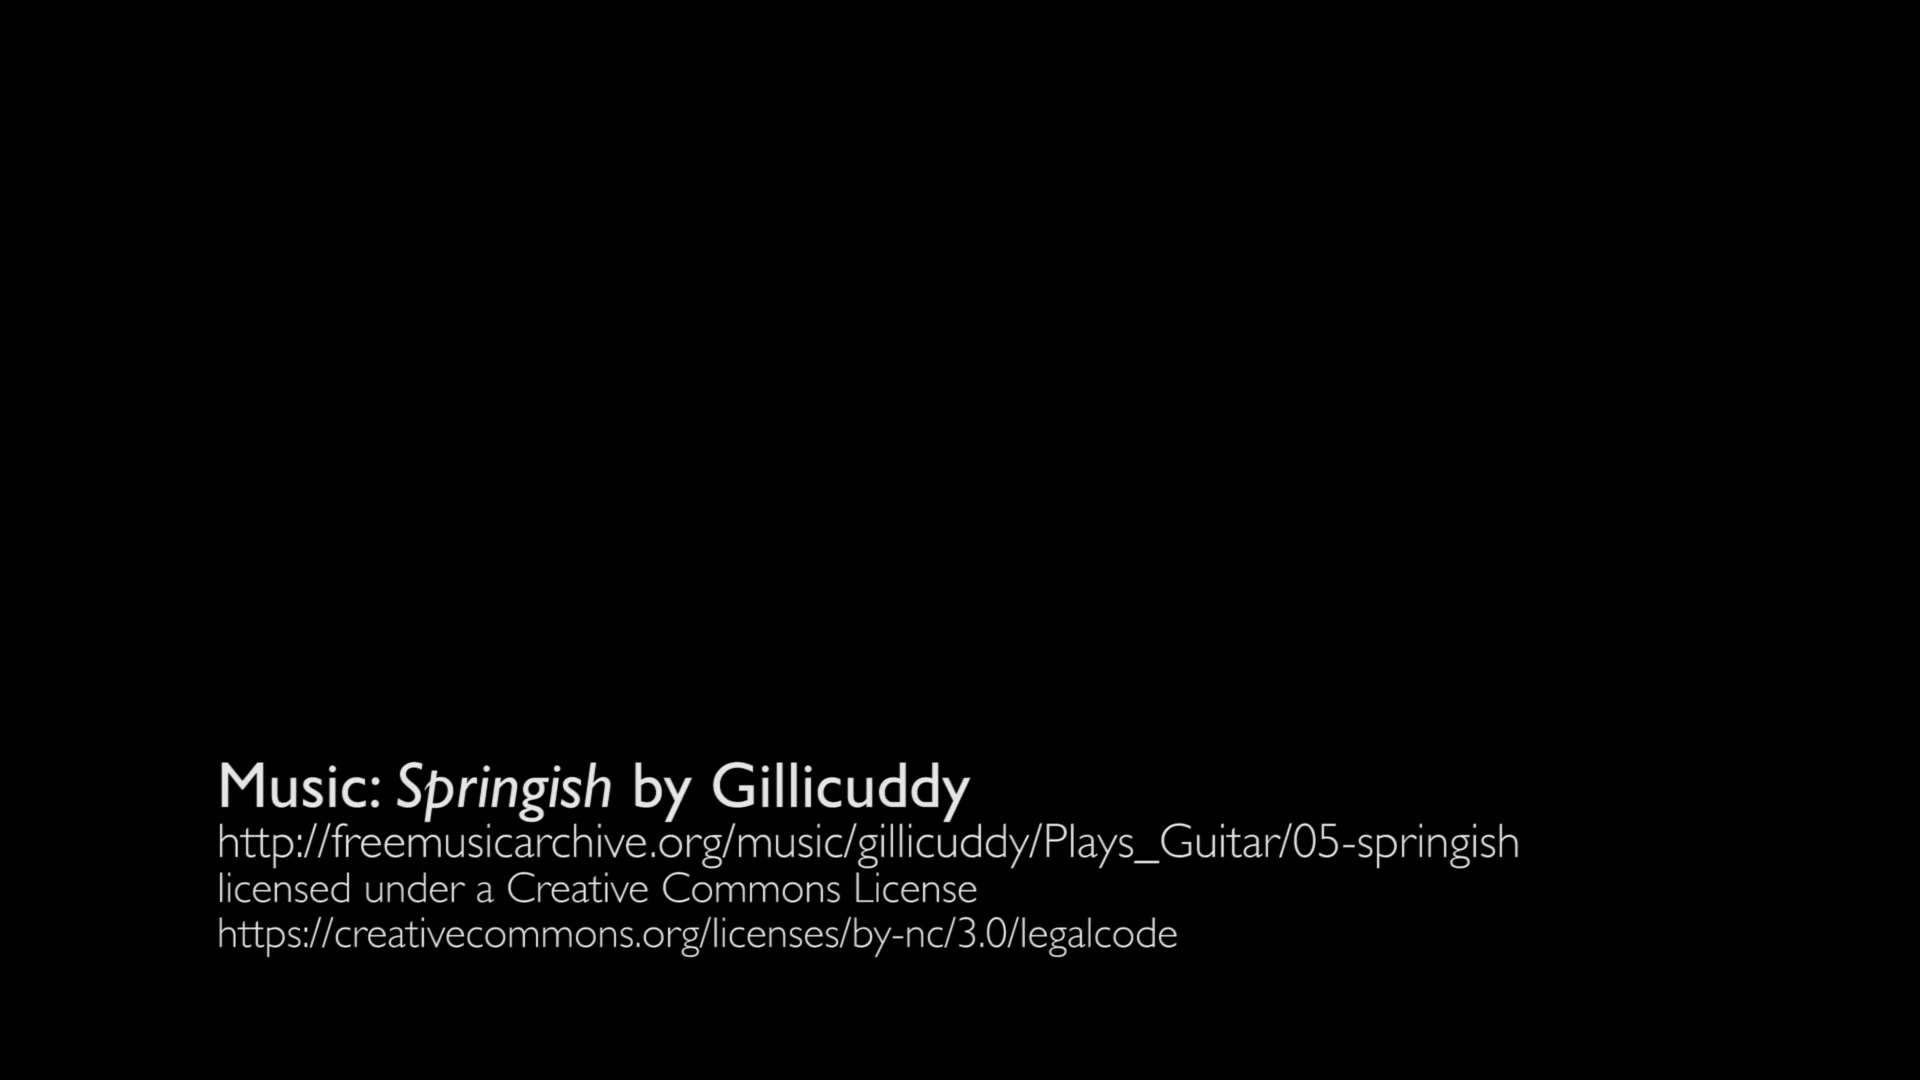 Music: Springish by Gillicuddy
http://freemusicarchive.org/music/gillicuddy/Plays_Guitar/05-springish
licensed under a Creative Commons License
https://creativecommons.org/licenses/by-nc/3.0/legalcode